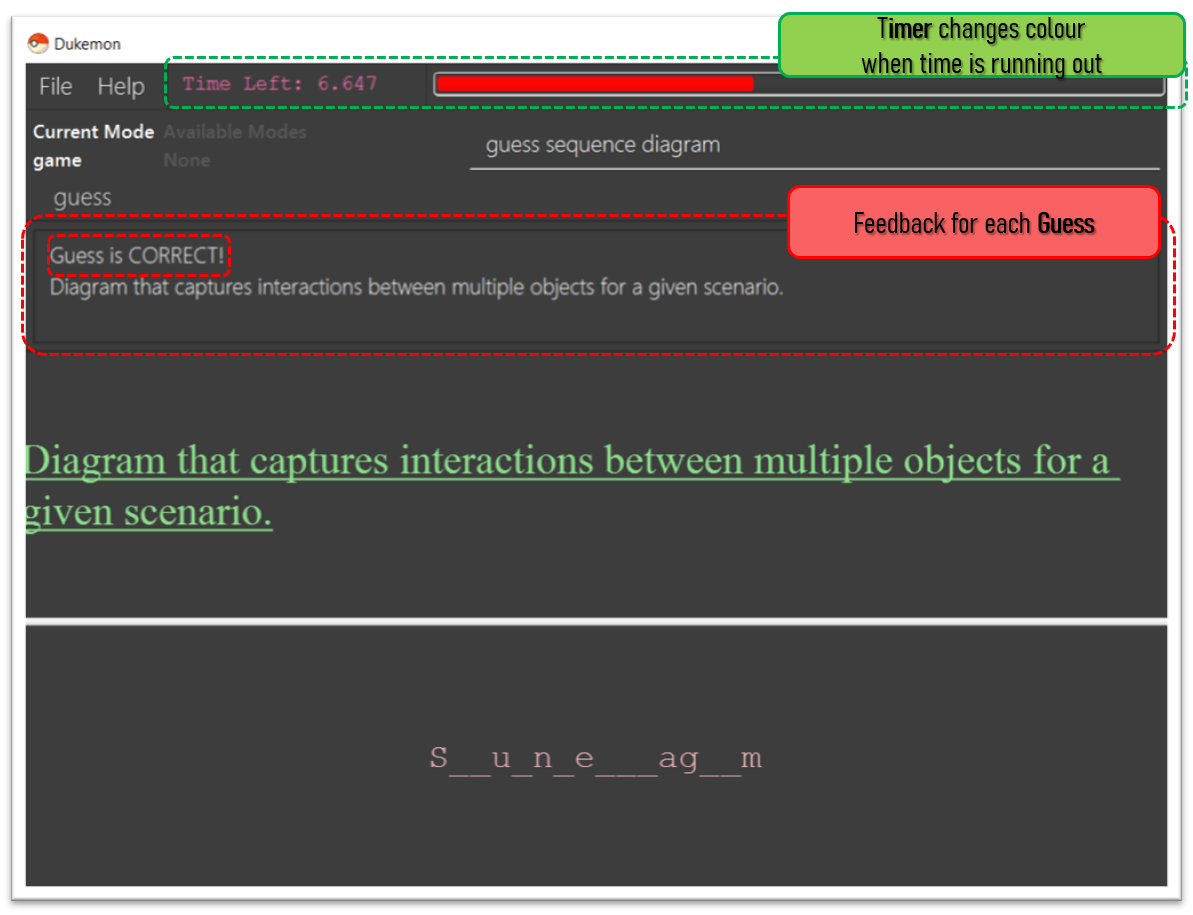 Dukemon
Timer changes colour
when time is running out
File Help Time Left: 6.647
Current Mode Available Modes
game None
guess sequence diagram
guess
Feedback for each Guess
Guess is CORRECT!
Diagram that captures interactions between multiple objects for a given scenario.
Diagram that captures interactions between multiple objects for a
given scenario.
S__u_n_e___ag__m